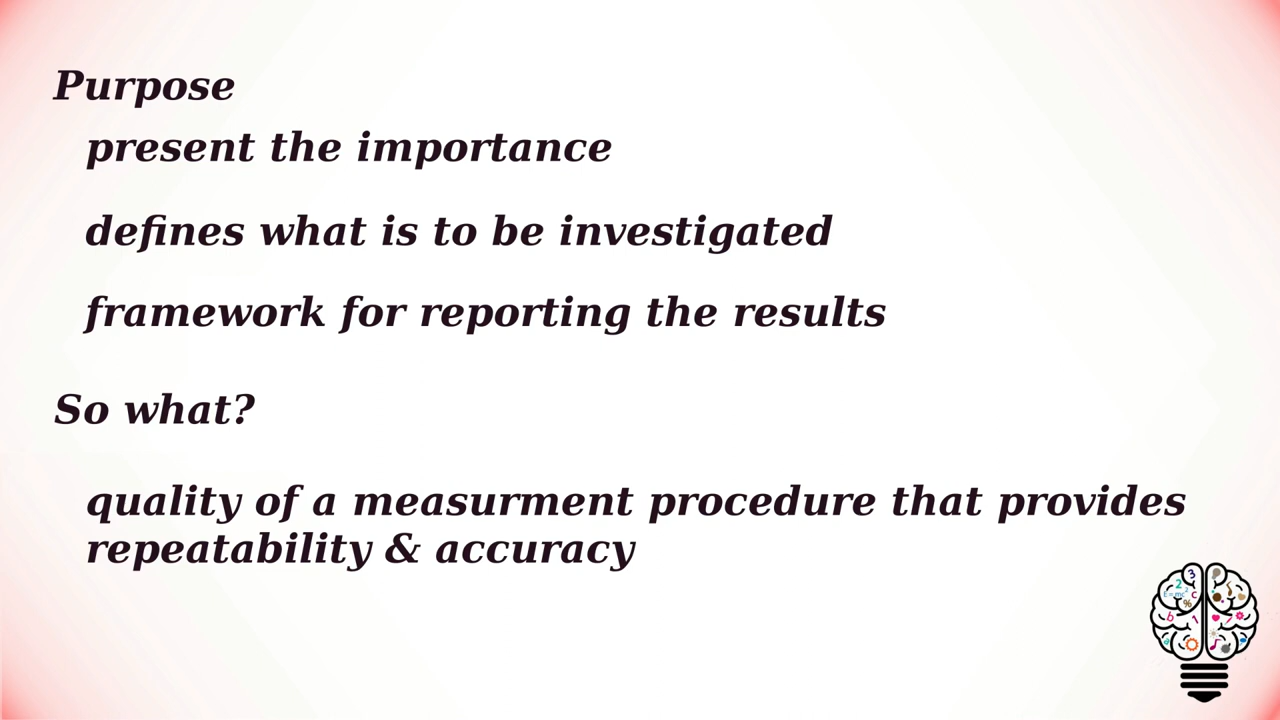 Purpose
present the importance
defines what is to be investigated
framework for reporting the results
So what?
quality of a measurment procedure that provides
repeatability & accuracy